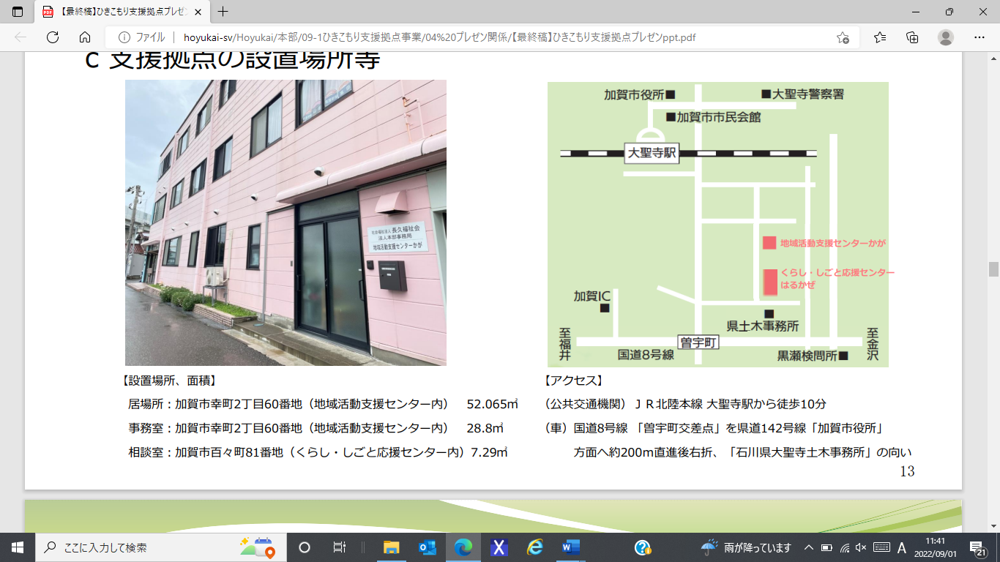 【最終稿】ひきこもり支援拠点プレゼン
ファイル
hoyukai-sv/Hoyukai/本部/09-1ひきこもり支援拠点事業/04%20プレゼン関係/【最終稿】ひきこもり支援拠点プレゼンppt.pdf
c 支援拠点の設置場所等
社会福祉法人 長久福祉会
法人本部事務局
地域活動支援センターかが
加賀市役所■
■大聖寺警察署
■加賀市市民会館
大聖寺駅
地域活動支援センターかが
くらし・しごと応援センター
はるかぜ
加賀IC
■
■
県土木事務所
至福井
曽宇町
至金沢
国道8号線
黒瀬検問所■
【設置場所、面積】
居場所：加賀市幸町2丁目60番地（地域活動支援センター内） 52.065㎡
事務室：加賀市幸町2丁目60番地（地域活動支援センター内） 28.8㎡
相談室：加賀市百々町81番地（くらし・しごと応援センター内）7.29㎡
【アクセス】
（公共交通機関）ＪＲ北陸本線 大聖寺駅から徒歩10分
（車）国道8号線 「曽宇町交差点」を県道142号線「加賀市役所」
方面へ約200m直進後右折、「石川県大聖寺土木事務所」の向い
13
ここに入力して検索
雨が降っています
A
11:41
2022/09/01
21